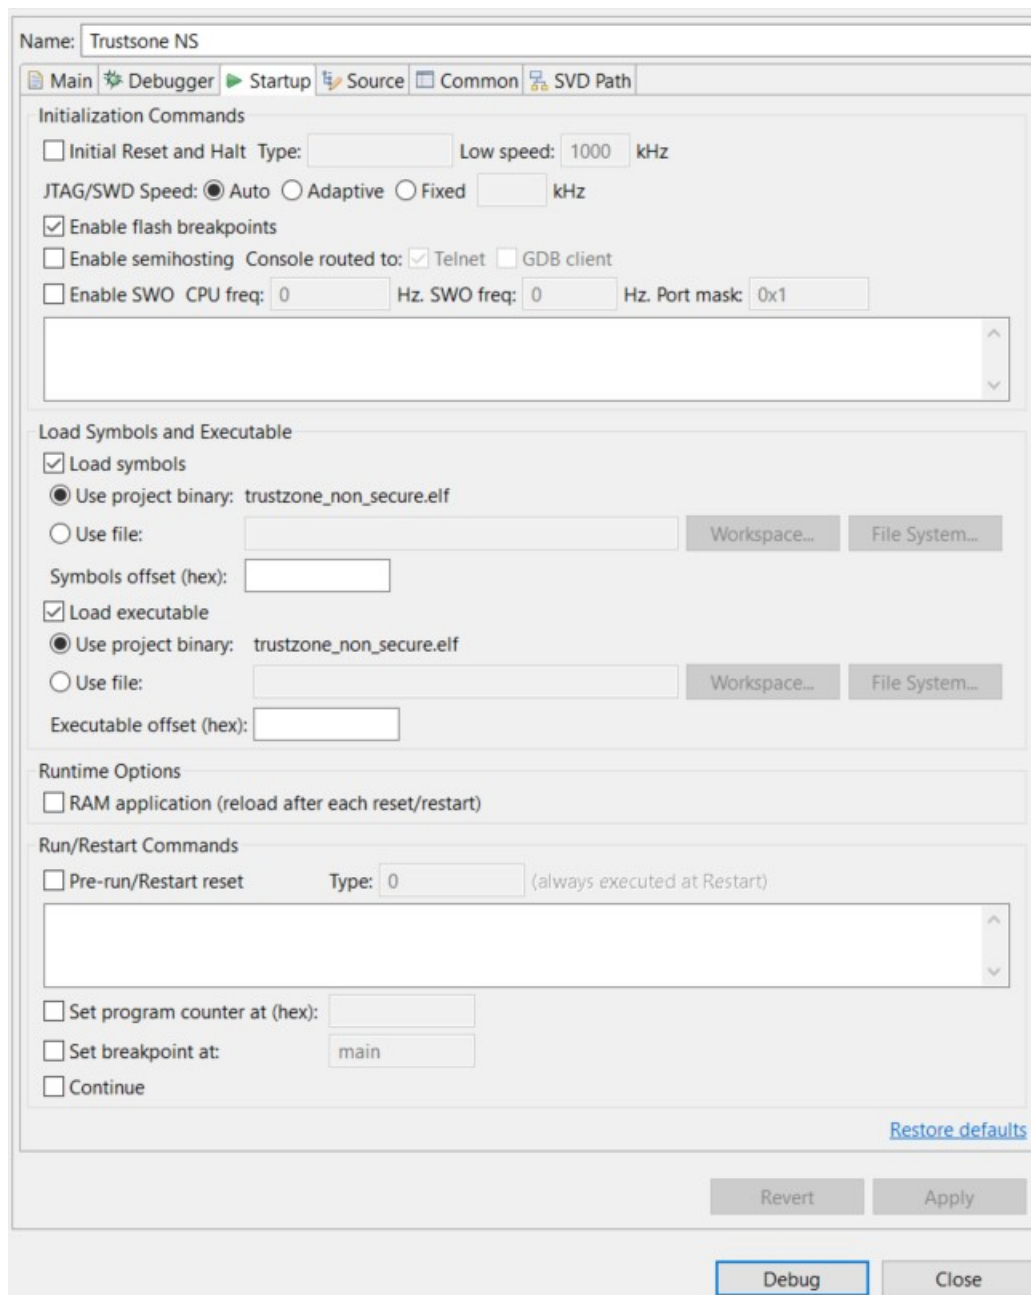 Name: Trustsone NS
Main Debugger Startup Source Common SVD Path
Initialization Commands
Initial Reset and Halt Type: Low speed: 1000 kHz
JTAG/SWD Speed: Auto Adaptive Fixed kHz
Enable flash breakpoints
Enable semihosting Console routed to: Telnet GDB client
Enable SWO CPU freq: 0 Hz. SWO freq: 0 Hz. Port mask: 0x1
Load Symbols and Executable
Load symbols
Use project binary: trustzone_non_secure.elf
Use file: Workspace... File System...
Symbols offset (hex):
Load executable
Use project binary: trustzone_non_secure.elf
Use file: Workspace... File System...
Executable offset (hex):
Runtime Options
RAM application (reload after each reset/restart)
Run/Restart Commands
Pre-run/Restart reset Type: 0 (always executed at Restart)
Set program counter at (hex):
Set breakpoint at: main
Continue
Restore defaults
Revert Apply
Debug Close